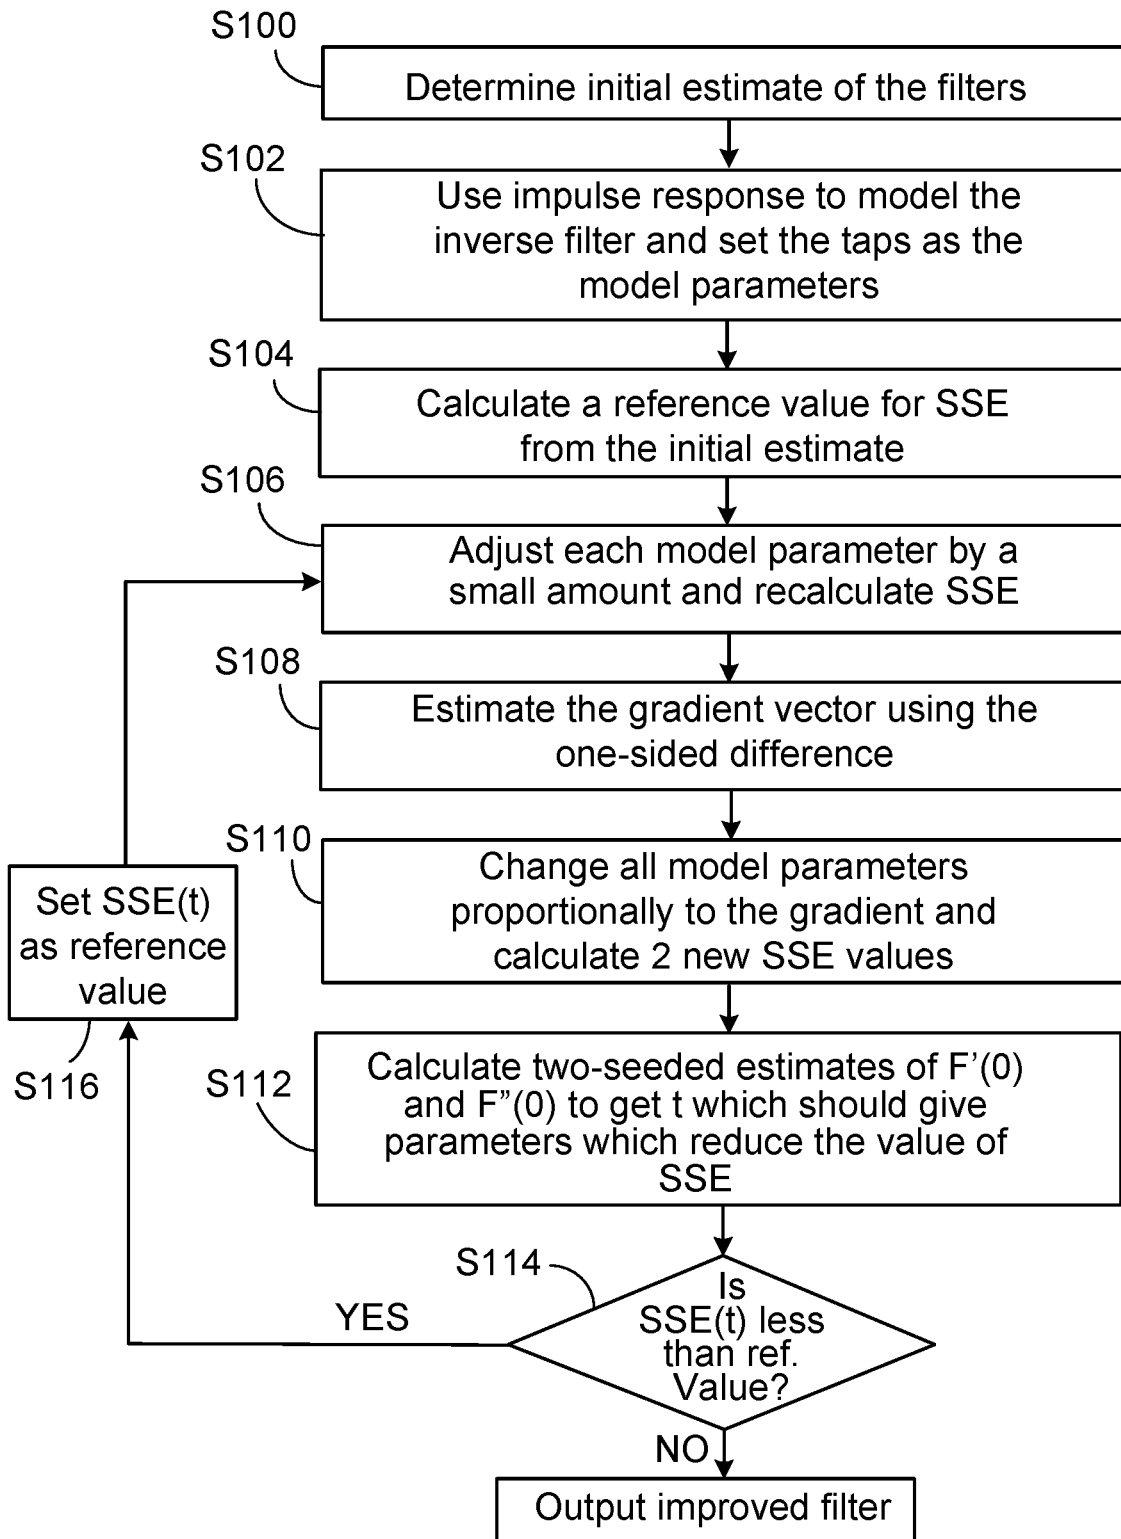 S100
Determine initial estimate of the filters
S102
Use impulse response to model the
inverse filter and set the taps as the
model parameters
S104
Calculate a reference value for SSE
from the initial estimate
S106
Adjust each model parameter by a
small amount and recalculate SSE
S108
Estimate the gradient vector using the
one-sided difference
S110
Change all model parameters
proportionally to the gradient and
calculate 2 new SSE values
Set SSE(t)
as reference
value
S116
S112
Calculate two-seeded estimates of F'(0)
and F"(0) to get t which should give
parameters which reduce the value of
SSE
S114
Is
SSE(t) less
than ref.
Value?
YES
NO
Output improved filter